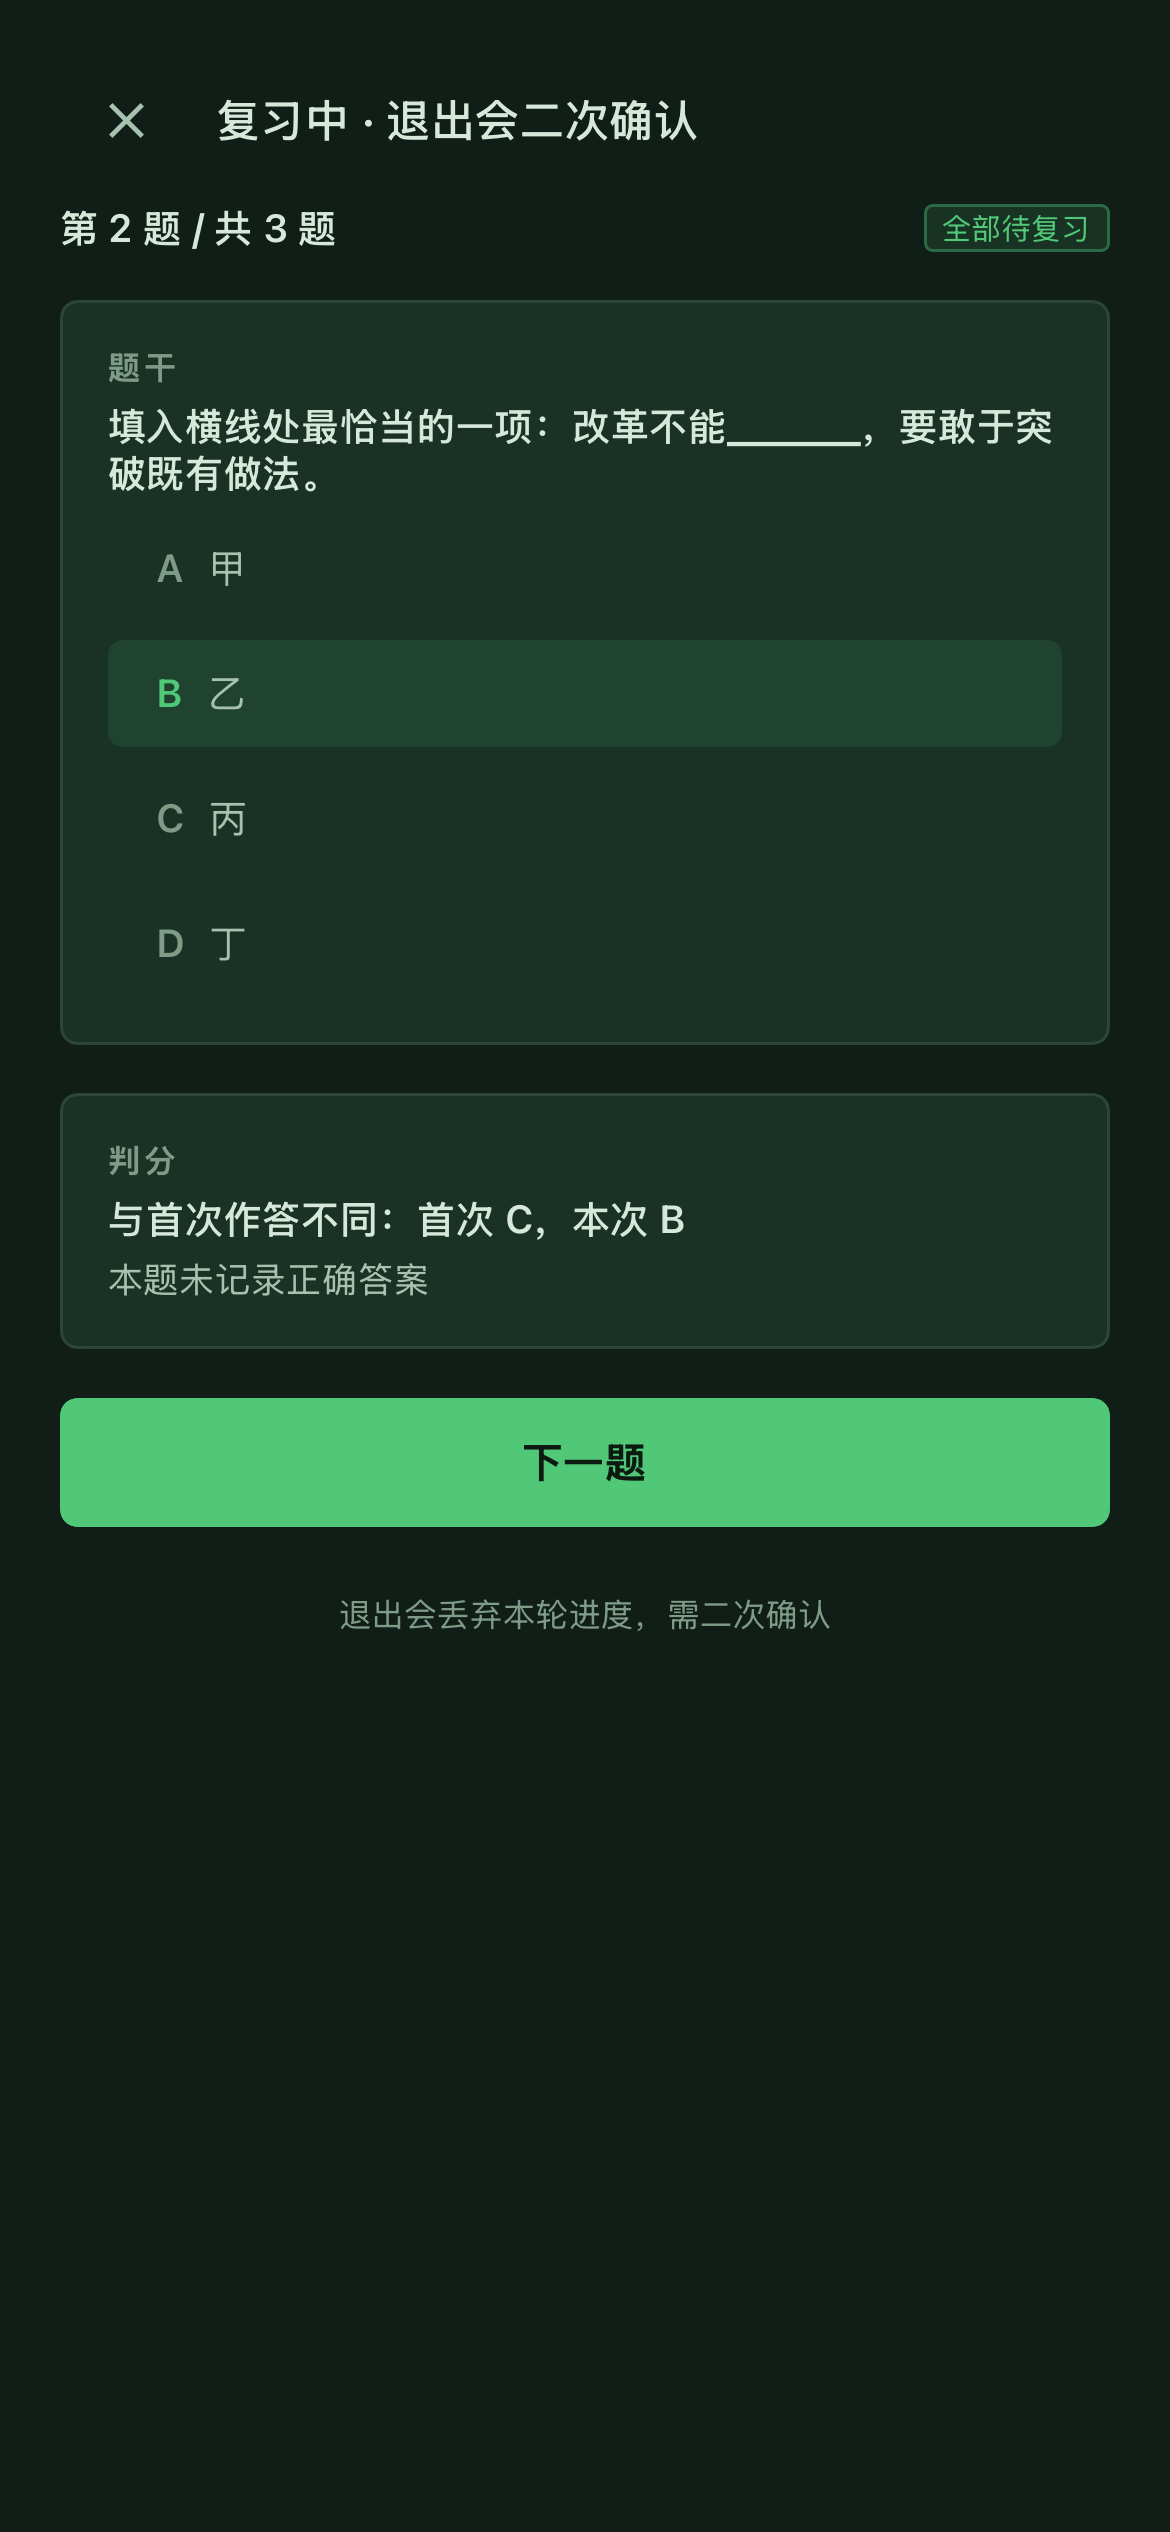 复习中 · 退出会二次确认
第 2 题 / 共 3 题
全部待复习
题干
填入横线处最恰当的一项：改革不能_______，要敢于突
破既有做法。
A 甲
B 乙
C 丙
D 丁
判分
与首次作答不同：首次 C，本次 B
本题未记录正确答案
下一题
退出会丢弃本轮进度，需二次确认